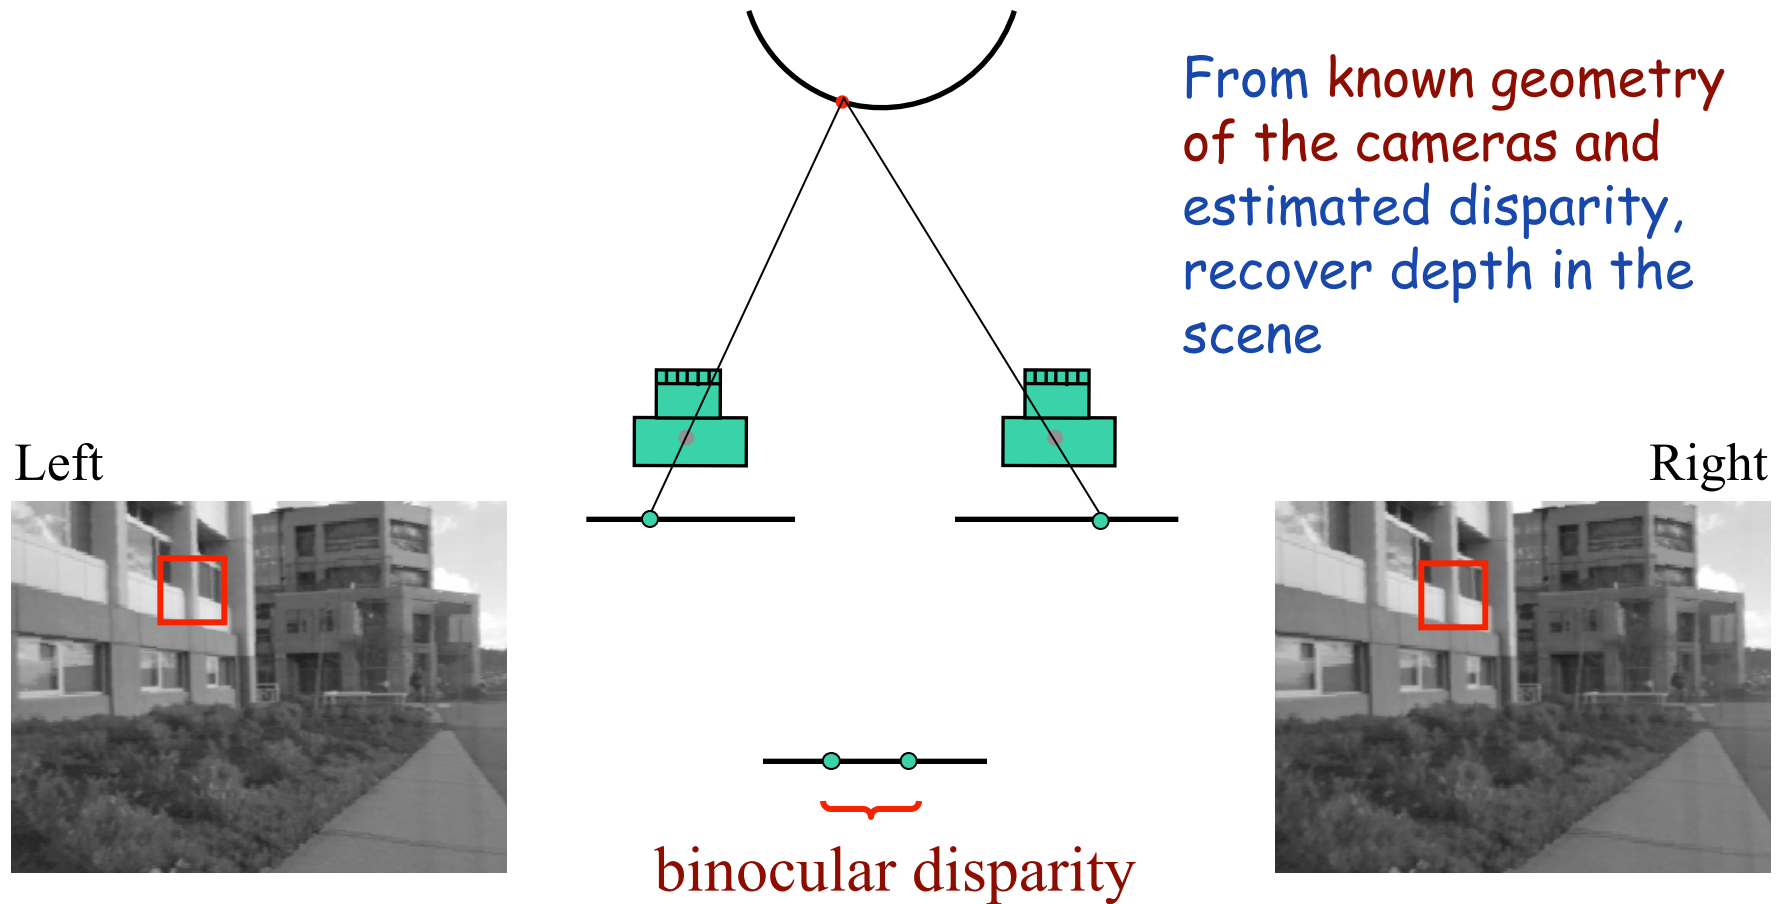 From known geometry
of the cameras and
estimated disparity,
recover depth in the
scene
Left
Right
binocular disparity